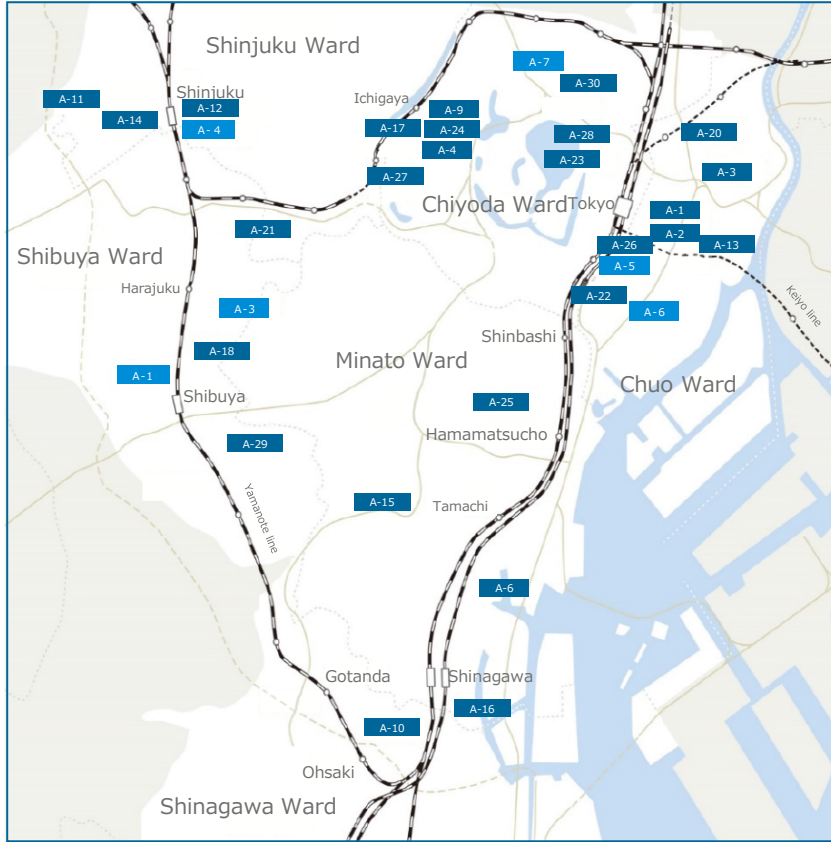 Shinjuku Ward
A-7
A-30
Shinjuku
Ichigaya
A-11
A-12
A-9
A-14
A-4
A-17
A-24
A-28
A-20
A-4
A-23
A-27
A-3
Chiyoda Ward
Tokyo
A-1
A-21
A-2
Shibuya Ward
A-26
A-13
A-5
Harajuku
A-22
Keiyo line
A-3
A-6
Shinbashi
A-18
Minato Ward
A-1
Chuo Ward
Shibuya
A-25
A-29
Hamamatsucho
A-15
Tamachi
Yamanote line
A-6
Gotanda
Shinagawa
A-16
A-10
Ohsaki
Shinagawa Ward